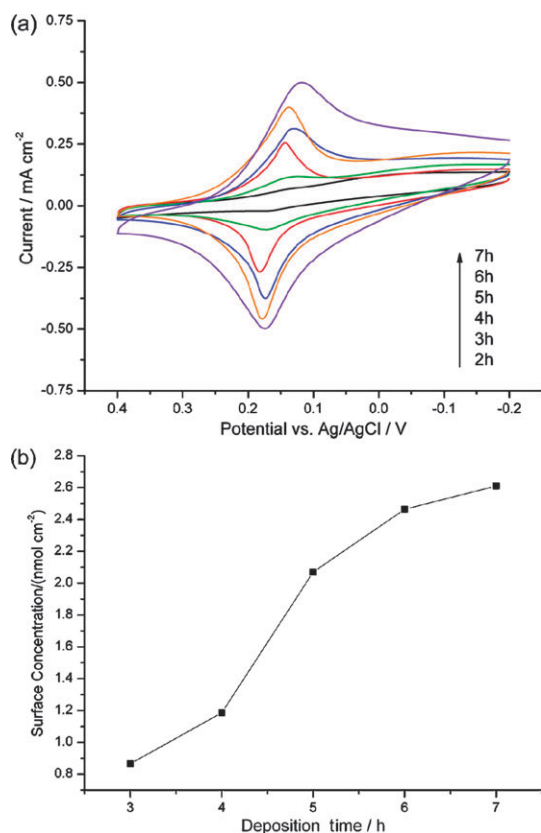 (a)
0.75
0.50
0.25
0.00
-0.25
-0.50
-0.75
Current / mA cm⁻²
7h
6h
5h
4h
3h
2h
0.4 0.3 0.2 0.1 0.0 -0.1 -0.2
Potential vs. Ag/AgCl / V
(b)
2.8
2.6
2.4
2.2
2.0
1.8
1.6
1.4
1.2
1.0
0.8
Surface Concentration/(nmol cm⁻²)
3 4 5 6 7
Deposition time / h